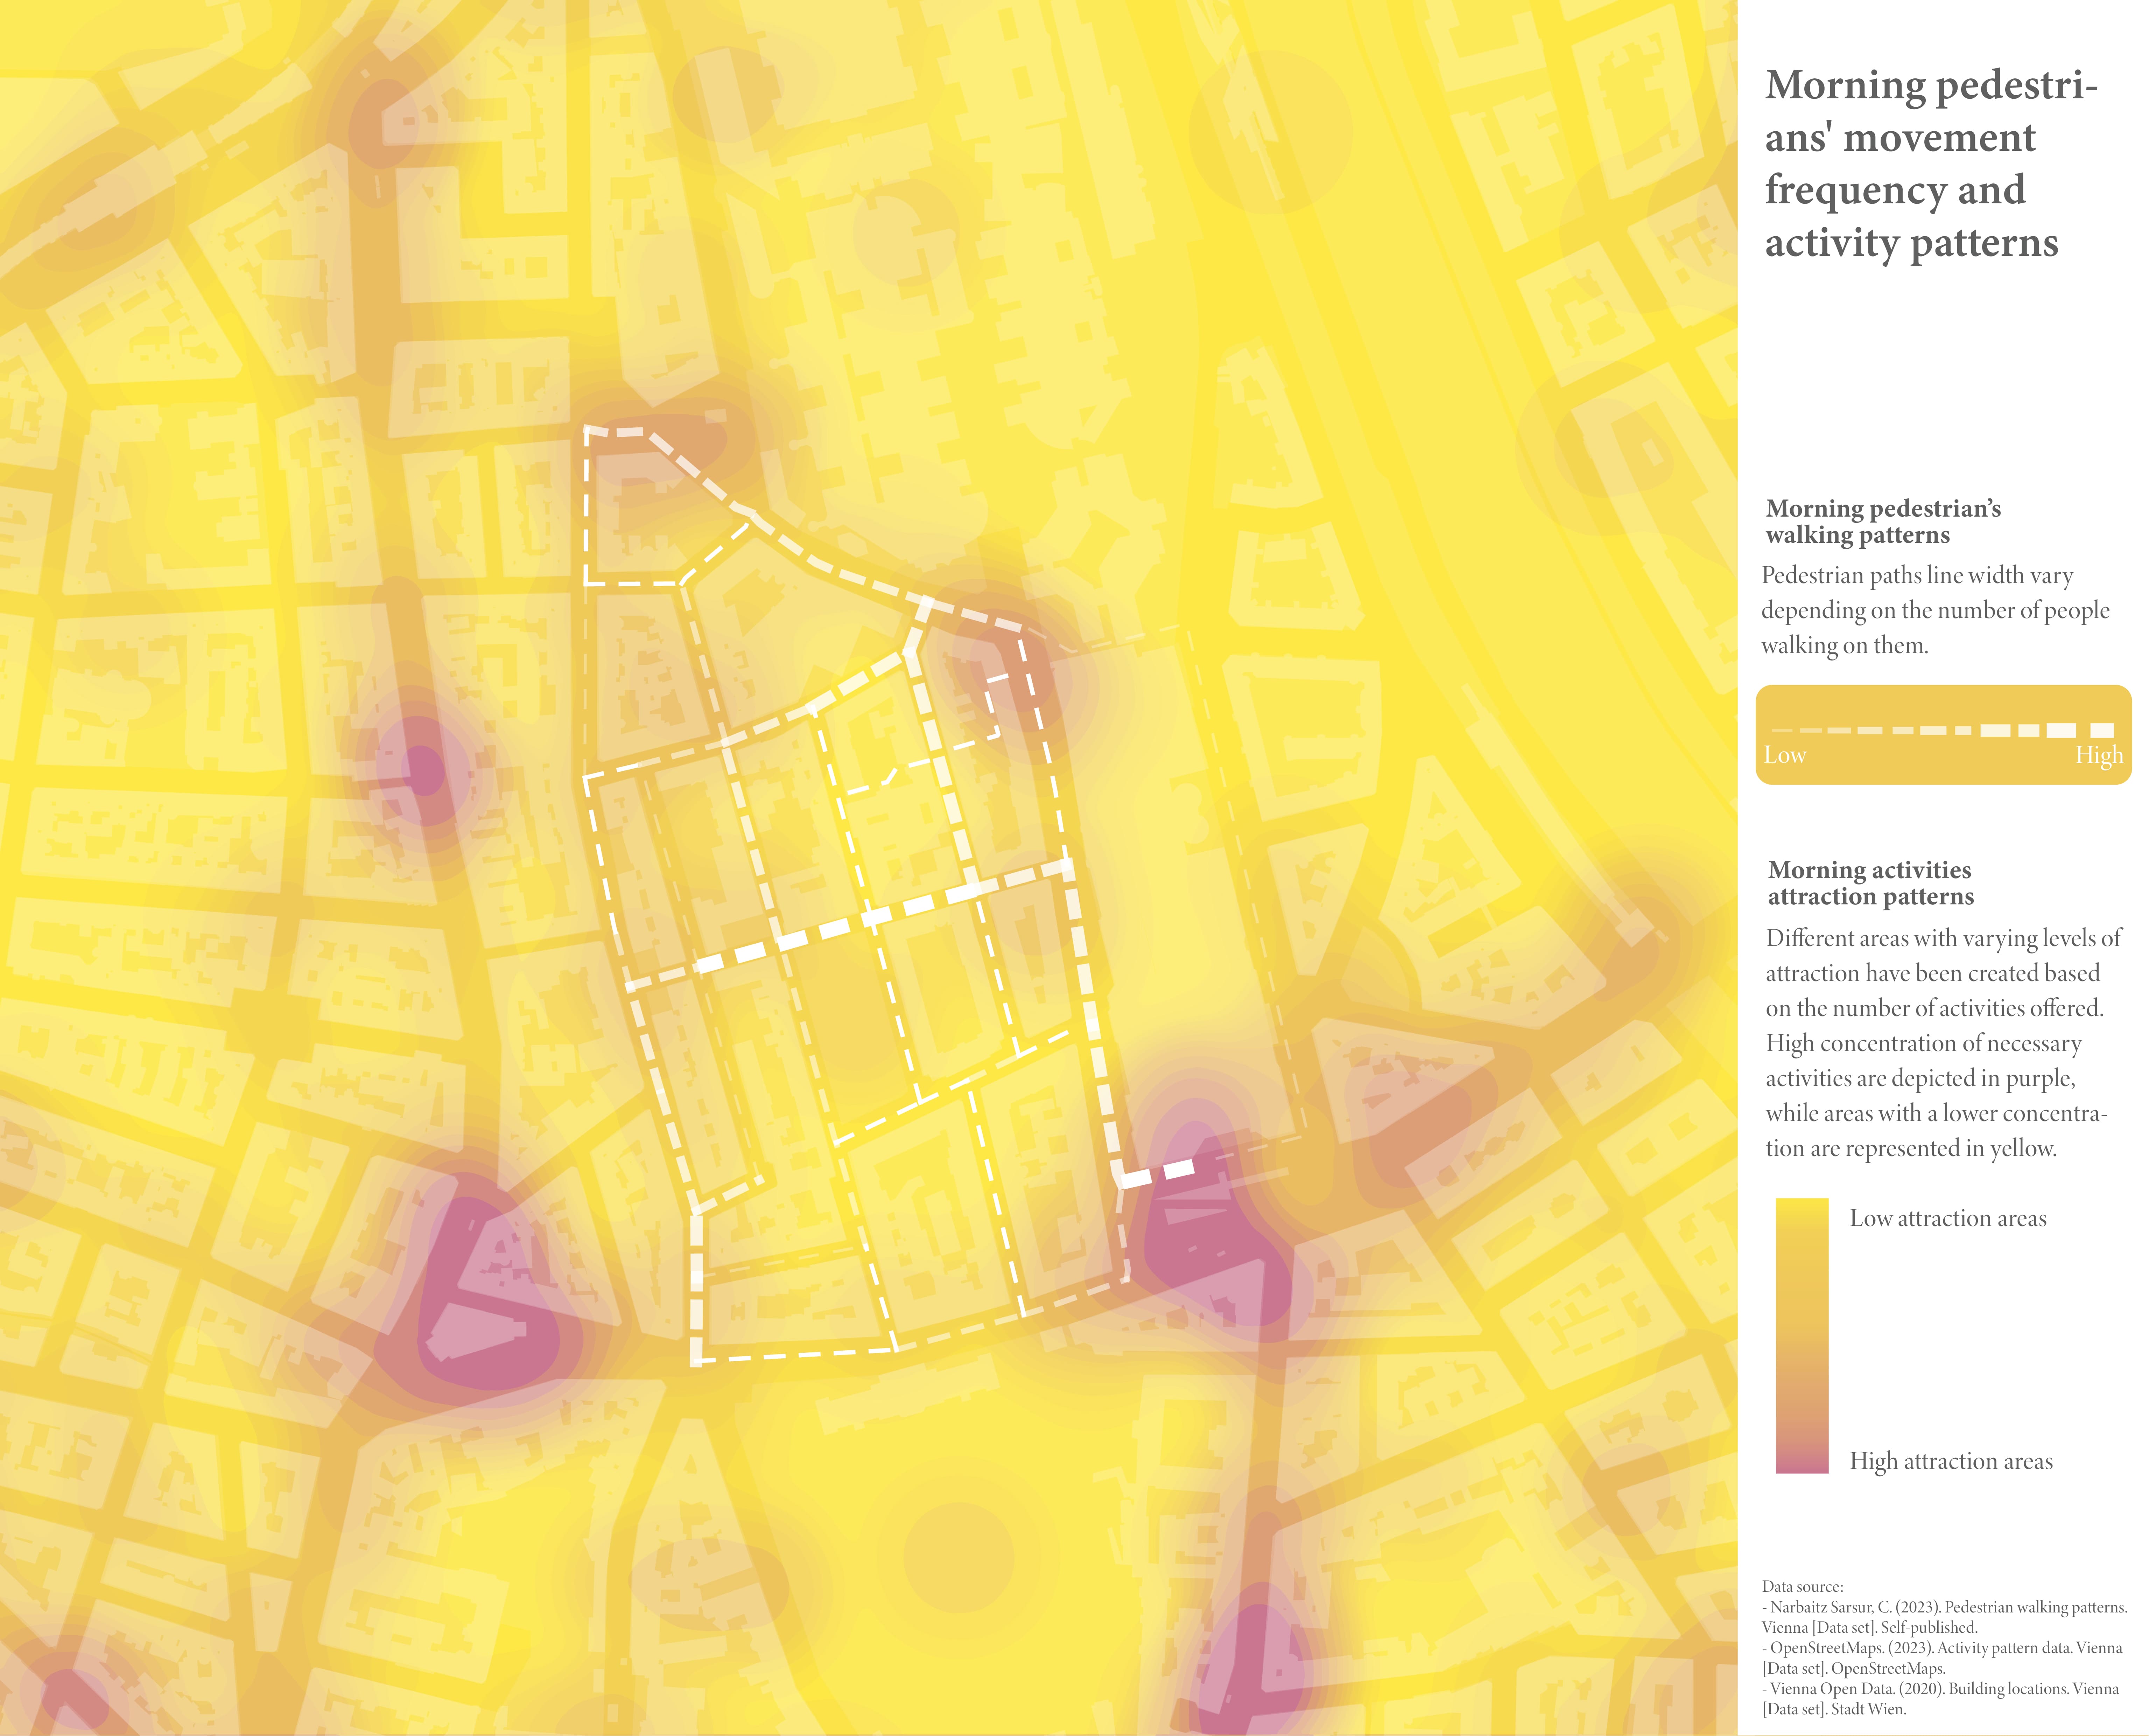 Morning pedestri-
ans' movement
frequency and
activity patterns
Morning pedestrian’s
walking patterns
Pedestrian paths line width vary
depending on the number of people
walking on them.
Low
High
Morning activities
attraction patterns
Different areas with varying levels of
attraction have been created based
on the number of activities offered.
High concentration of necessary
activities are depicted in purple,
while areas with a lower concentra-
tion are represented in yellow.
Low attraction areas
High attraction areas
Data source:
- Narbaitz Sarsur, C. (2023). Pedestrian walking patterns.
Vienna [Data set]. Self-published.
- OpenStreetMaps. (2023). Activity pattern data. Vienna
[Data set]. OpenStreetMaps.
- Vienna Open Data. (2020). Building locations. Vienna
[Data set]. Stadt Wien.